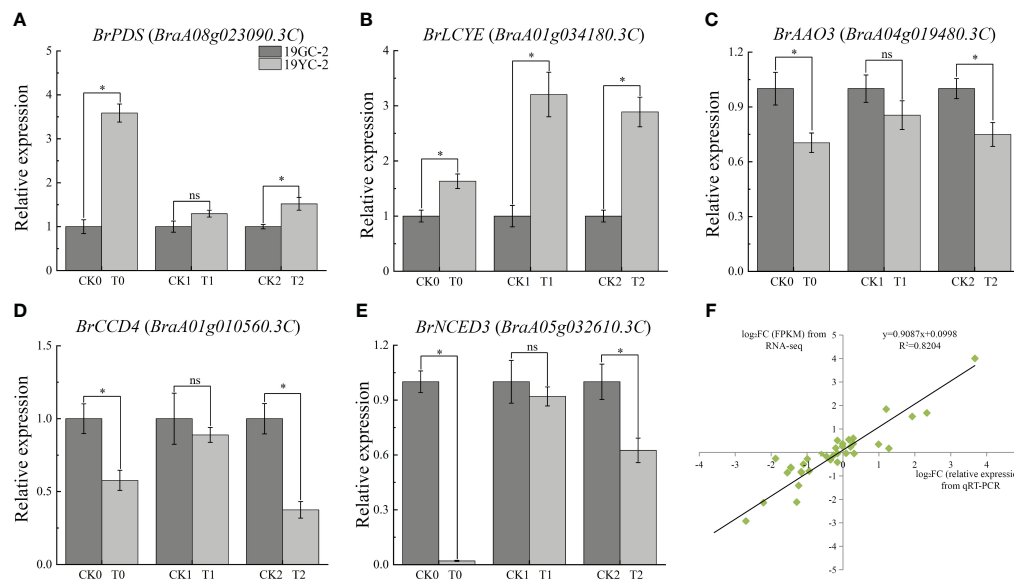 A
BrPDS (BraA08g023090.3C)
19GC-2
19YC-2
Relative expression
5
4
3
2
1
0
*
ns
*
CK0 T0 CK1 T1 CK2 T2
B
BrLCYE (BraA01g034180.3C)
Relative expression
4
3
2
1
0
*
*
*
CK0 T0 CK1 T1 CK2 T2
C
BrAAO3 (BraA04g019480.3C)
Relative expression
1.2
0.9
0.6
0.3
0.0
*
ns
*
CK0 T0 CK1 T1 CK2 T2
D
BrCCD4 (BraA01g010560.3C)
Relative expression
1.5
1.0
0.5
0.0
*
ns
*
CK0 T0 CK1 T1 CK2 T2
E
BrNCED3 (BraA05g032610.3C)
Relative expression
1.2
0.9
0.6
0.3
0.0
*
ns
*
CK0 T0 CK1 T1 CK2 T2
F
log₂FC (FPKM) from
RNA-seq
y=0.9087x+0.0998
R²=0.8204
5
4
3
2
1
0
-1
-2
-3
-4
-5
-4 -3 -2 -1 0 1 2 3 4
log₂FC (relative expression
from qRT-PCR